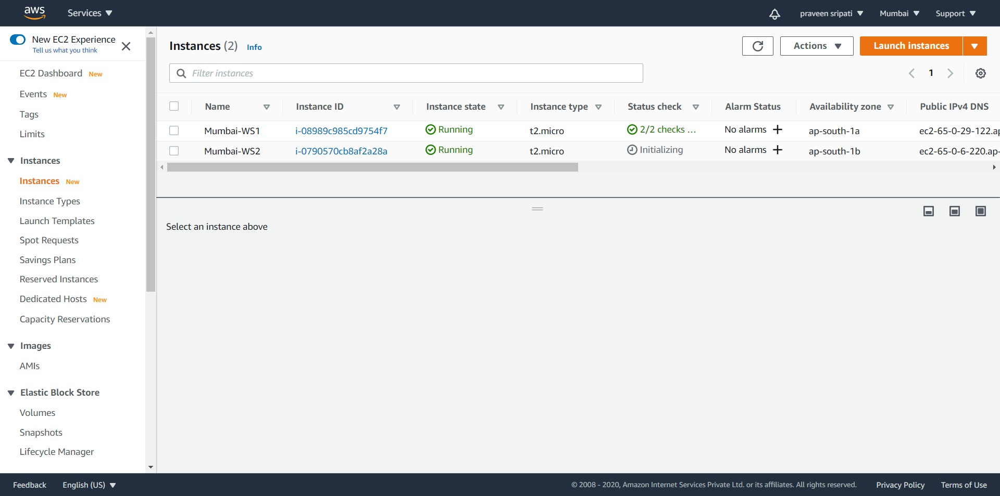 aws Services praveen sripati Mumbai Support
New EC2 Experience
Tell us what you think
EC2 Dashboard New
Events New
Tags
Limits
Instances
Instances New
Instance Types
Launch Templates
Spot Requests
Savings Plans
Reserved Instances
Dedicated Hosts New
Capacity Reservations
Images
AMIs
Elastic Block Store
Volumes
Snapshots
Lifecycle Manager
Instances (2) Info Actions Launch instances
Filter instances 1
Name Instance ID Instance state Instance type Status check Alarm Status Availability zone Public IPv4 DNS
Mumbai-WS1 i-08989c985cd9754f7 Running t2.micro 2/2 checks ... No alarms ap-south-1a ec2-65-0-29-122.ap
Mumbai-WS2 i-0790570cb8af2a28a Running t2.micro Initializing No alarms ap-south-1b ec2-65-0-6-220.ap-
Select an instance above
Feedback English (US) © 2008 - 2020, Amazon Internet Services Private Ltd. or its affiliates. All rights reserved. Privacy Policy Terms of Use